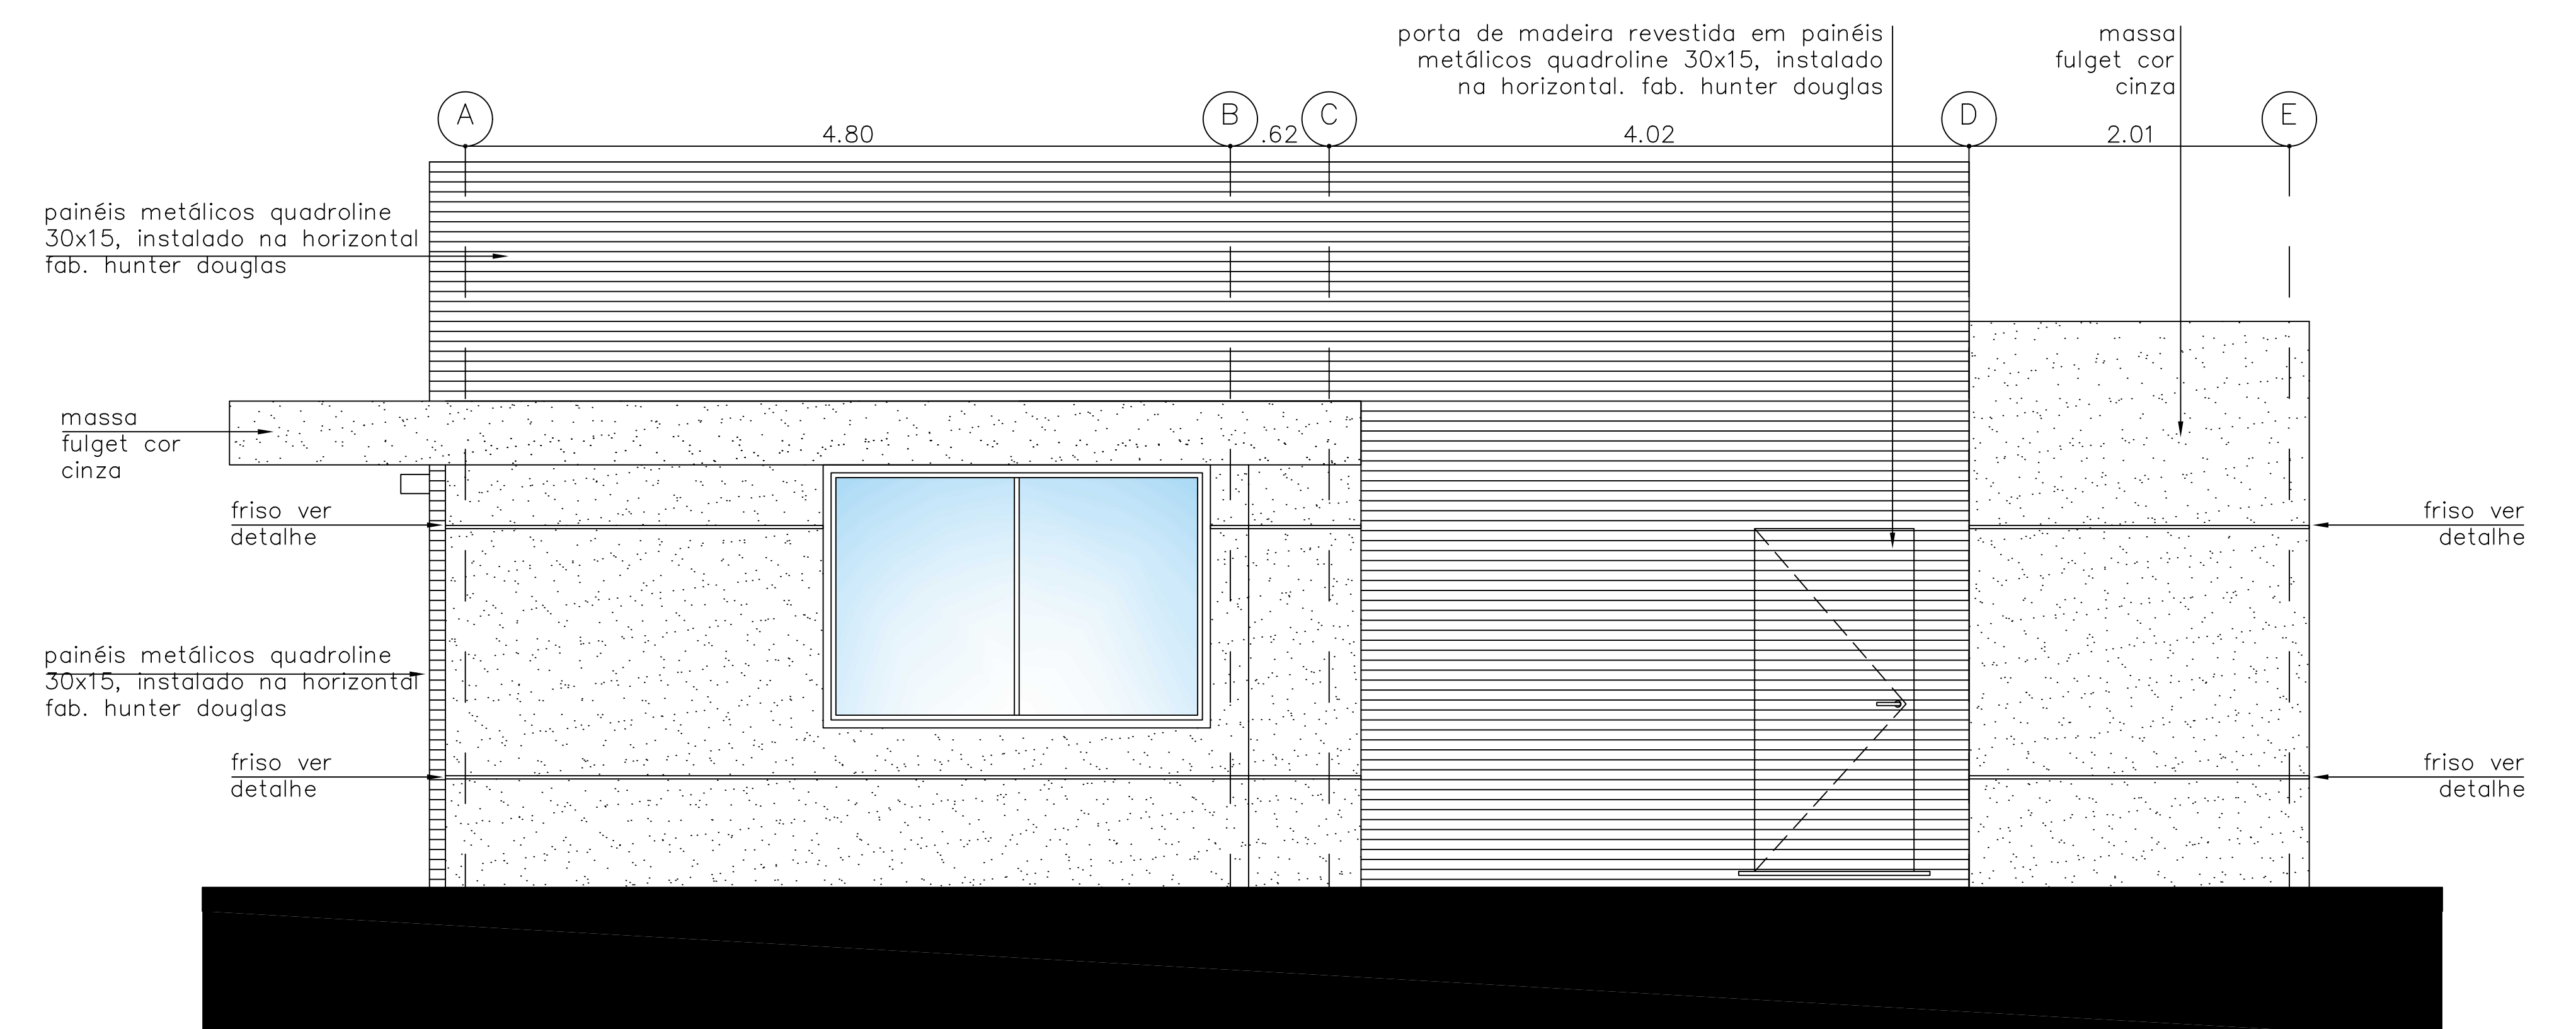 porta de madeira revestida em painéis
metálicos quadroline 30x15, instalado
na horizontal. fab. hunter douglas
massa
fulget cor
cinza
A
B
C
D
E
4.80
.62
4.02
2.01
painéis metálicos quadroline
30x15, instalado na horizontal
fab. hunter douglas
massa
fulget cor
cinza
friso ver
detalhe
friso ver
detalhe
painéis metálicos quadroline
30x15, instalado na horizontal
fab. hunter douglas
friso ver
detalhe
friso ver
detalhe